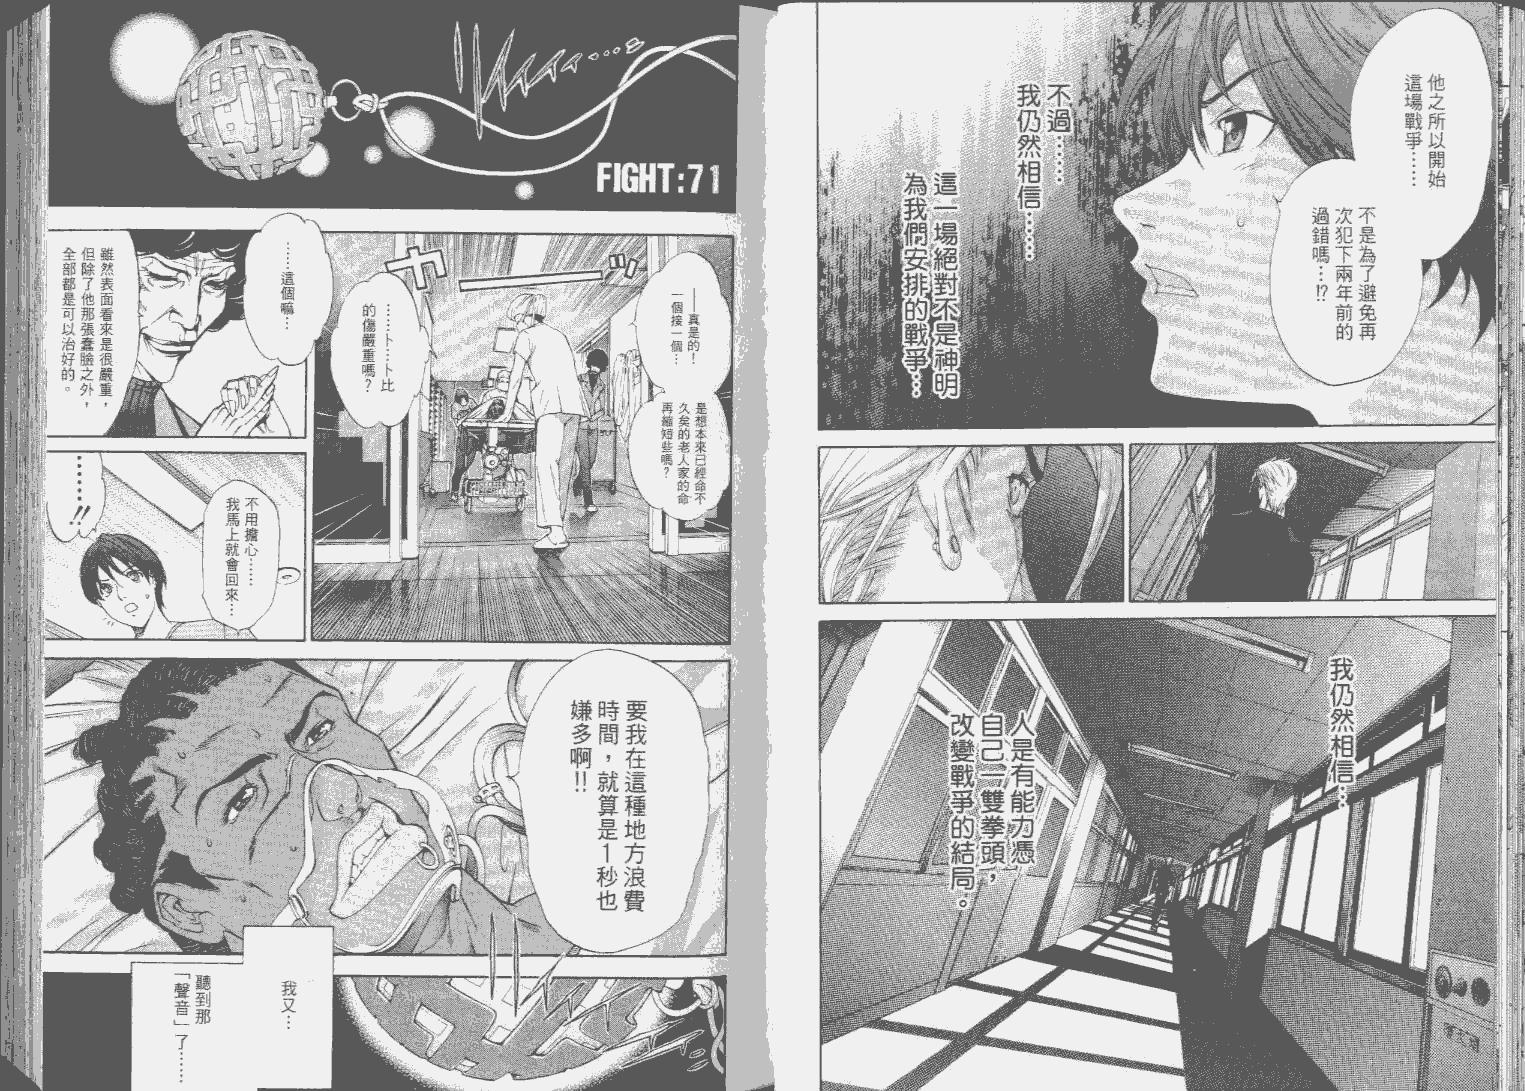 他之所以開始
這場戰爭……
不是為了避免再
次犯下兩年前的
過錯嗎…!?
不過……
我仍然相信……
這一場絕對不是神明
為我們安排的戰爭…
我仍然相信…
人是有能力憑
自己一雙拳頭，
改變戰爭的結局。
FIGHT:71
——真是的！
一個接一個…
是想本來已經命不
久矣的老人家的命
再縮短些嗎？
ガ
ッ
……卜…卜比
的傷嚴重嗎？
……這個嘛…
雖然表面看來是很嚴重，
但除了他那張蠢臉之外，
全部都是可以治好的。
不用擔心……
我馬上就會回來…
……!!
要我在這種地方浪費
時間，就算是1秒也
嫌多啊!!
我又…
聽到那
「聲音」了……